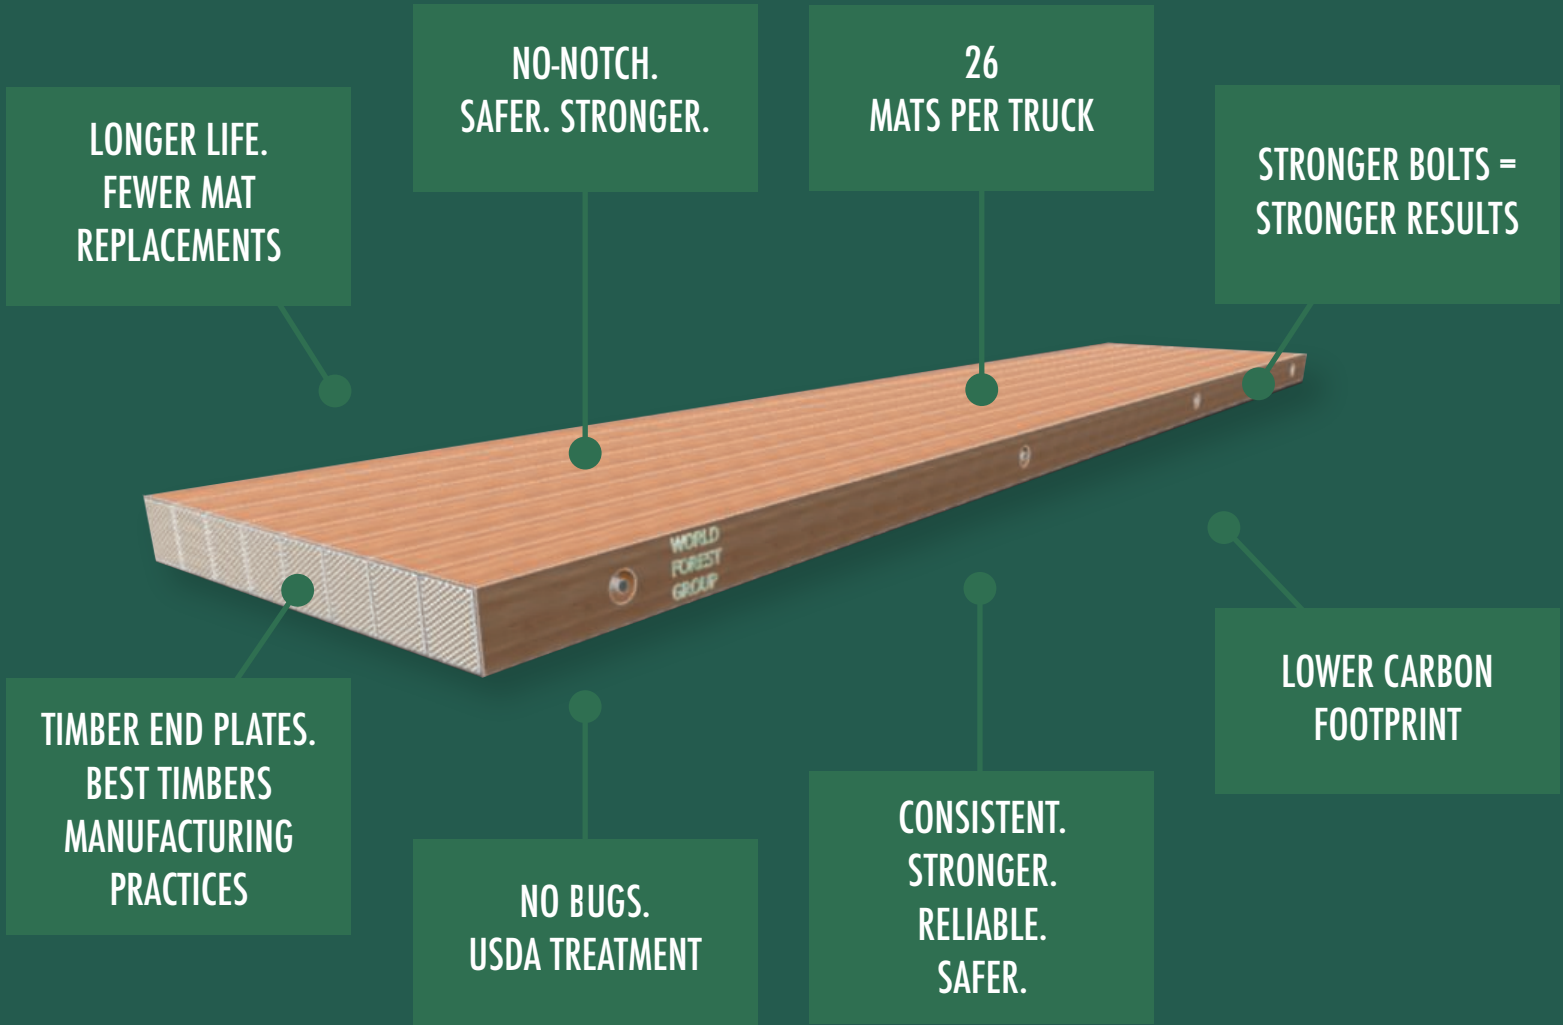 NO-NOTCH.
SAFER. STRONGER.
26
MATS PER TRUCK
LONGER LIFE.
FEWER MAT
REPLACEMENTS
STRONGER BOLTS =
STRONGER RESULTS
WORLD
FOREST
GROUP
TIMBER END PLATES.
BEST TIMBERS
MANUFACTURING
PRACTICES
LOWER CARBON
FOOTPRINT
NO BUGS.
USDA TREATMENT
CONSISTENT.
STRONGER.
RELIABLE.
SAFER.